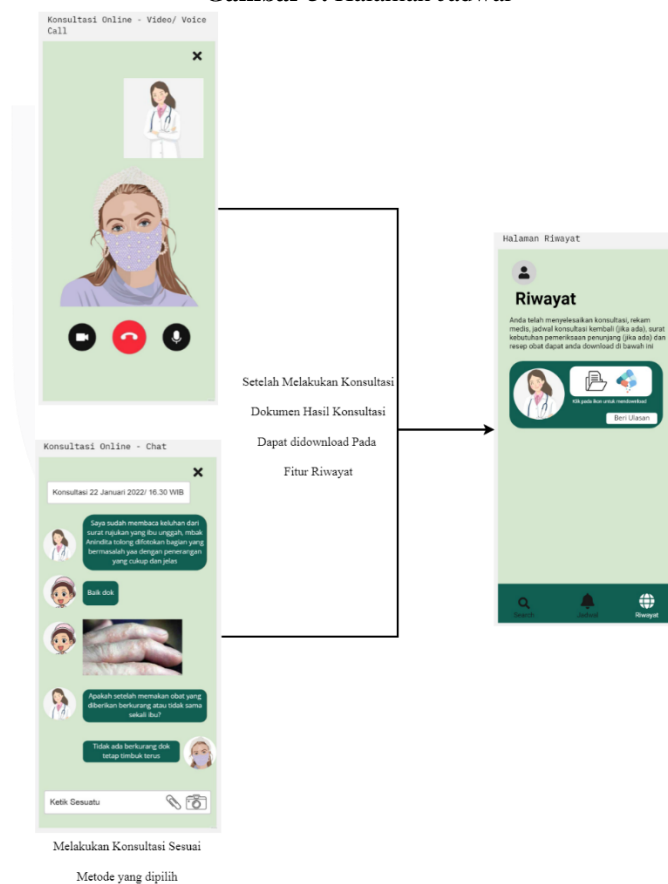 Gambar Halaman Jadwal
Konsultasi Online - Video/ Voice
Call
Halaman Riwayat
Riwayat
Anda telah menyelesaikan konsultasi, rekam
medis, jadwal konsultasi kembali (jika ada), surat
kebutuhan pemeriksaan penunjang (jika ada) dan
resep obat dapat anda download di bawah ini
Klik pada ikon untuk mendownload
Beri Ulasan
Search
Jadwal
Riwayat
Setelah Melakukan Konsultasi
Dokumen Hasil Konsultasi
Dapat didownload Pada
Fitur Riwayat
Konsultasi Online - Chat
Konsultasi 22 Januari 2022/ 16.30 WIB
Saya sudah membaca keluhan dari
surat rujukan yang ibu unggah, mbak
Anindita tolong difotokan bagian yang
bermasalah yaa dengan penerangan
yang cukup dan jelas
Baik dok
Apakah setelah memakan obat yang
diberikan berkurang atau tidak sama
sekali ibu?
Tidak ada berkurang dok
tetap timbuk terus
Ketik Sesuatu
Melakukan Konsultasi Sesuai
Metode yang dipilih